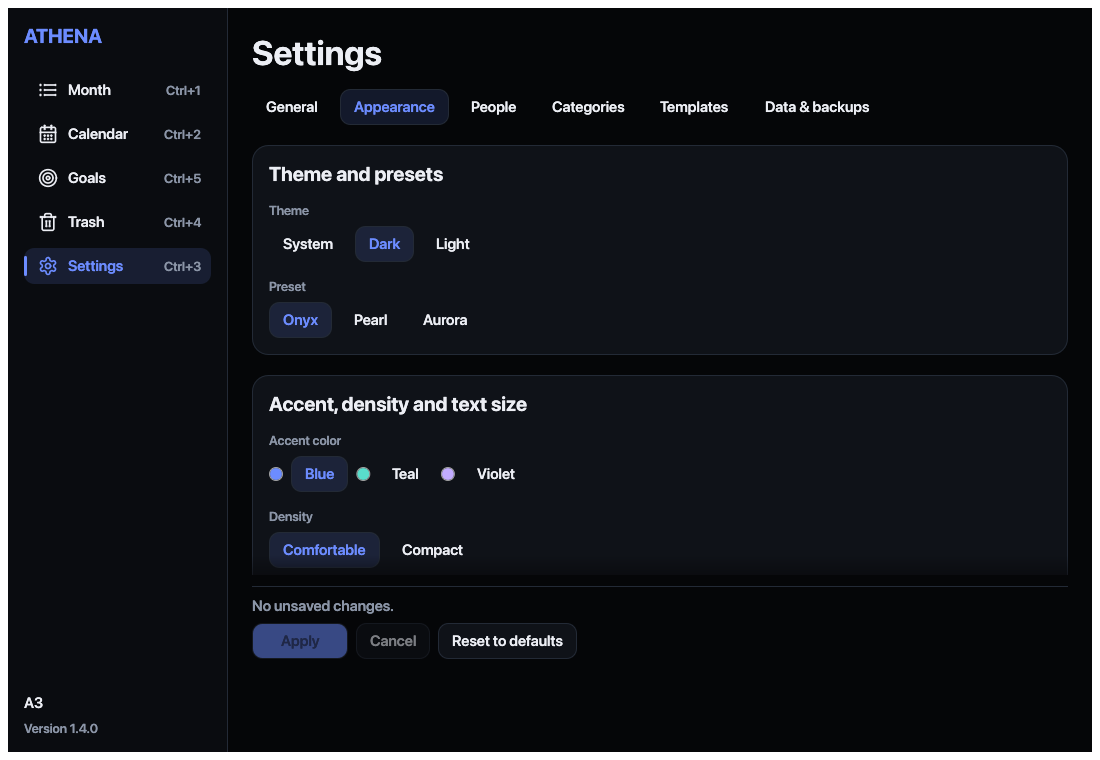 ATHENA
Month Ctrl+1
Calendar Ctrl+2
Goals Ctrl+5
Trash Ctrl+4
Settings Ctrl+3
A3
Version 1.4.0
Settings
General Appearance People Categories Templates Data & backups
Theme and presets
Theme
System Dark Light
Preset
Onyx Pearl Aurora
Accent, density and text size
Accent color
Blue Teal Violet
Density
Comfortable Compact
No unsaved changes.
Apply Cancel Reset to defaults